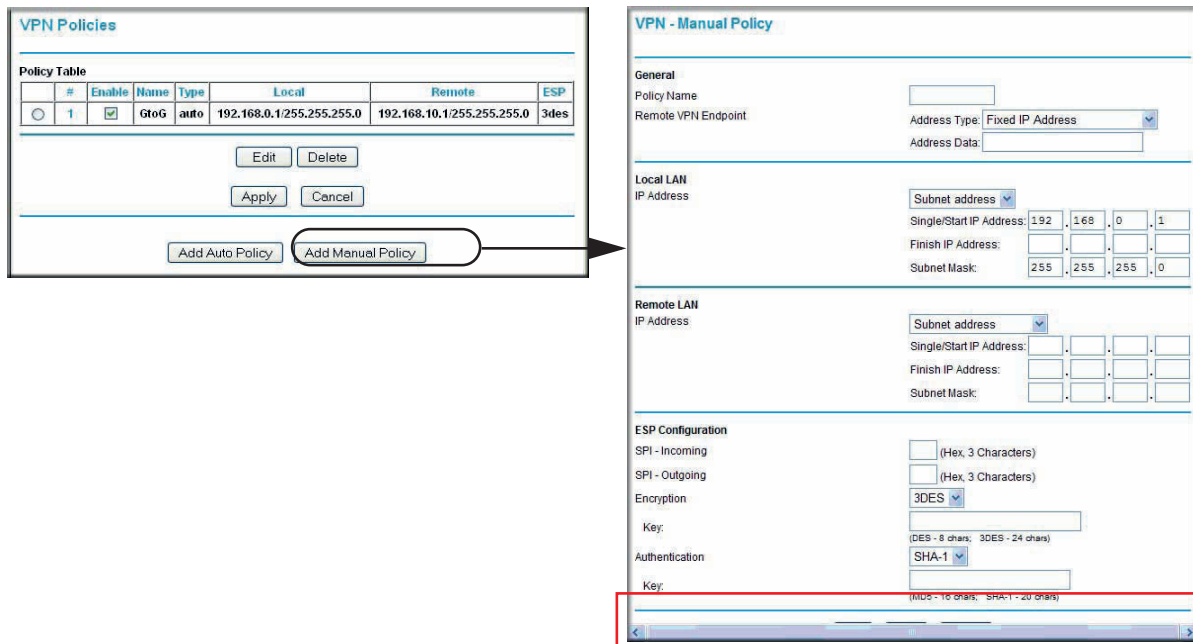 VPN Policies
Policy Table
# Enable Name Type Local Remote ESP
1 GtoG auto 192.168.0.1/255.255.255.0 192.168.10.1/255.255.255.0 3des
Edit Delete
Apply Cancel
Add Auto Policy Add Manual Policy
VPN - Manual Policy
General
Policy Name
Remote VPN Endpoint Address Type: Fixed IP Address
Address Data:
Local LAN
IP Address Subnet address
Single/Start IP Address: 192 . 168 . 0 . 1
Finish IP Address: . . .
Subnet Mask: 255 . 255 . 255 . 0
Remote LAN
IP Address Subnet address
Single/Start IP Address: . . .
Finish IP Address: . . .
Subnet Mask: . . .
ESP Configuration
SPI - Incoming (Hex, 3 Characters)
SPI - Outgoing (Hex, 3 Characters)
Encryption 3DES
Key:
(DES - 8 chars; 3DES - 24 chars)
Authentication SHA-1
Key:
(MD5 - 16 chars; SHA-1 - 20 chars)